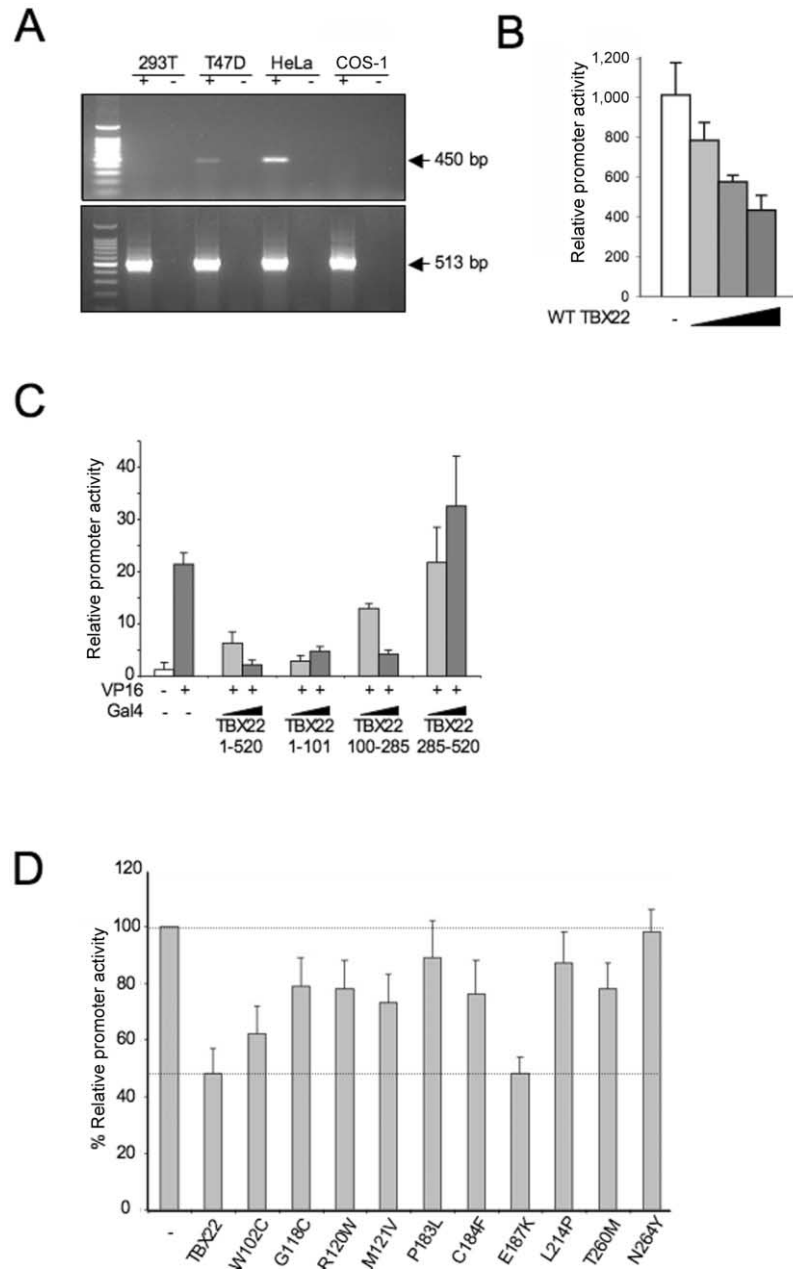 A
293T T47D HeLa COS-1
+ - + - + - + -
450 bp
513 bp
B
Relative promoter activity
1,200
1,000
800
600
400
200
0
WT TBX22 -
C
Relative promoter activity
40
30
20
10
0
VP16 - + + + + + + + + +
Gal4 - -
TBX22 TBX22 TBX22 TBX22
1-520 1-101 100-285 285-520
D
% Relative promoter activity
120
100
80
60
40
20
0
- TBX22 W102C G118C R120W M121V P183L C184F E187K L214P T260M N264Y